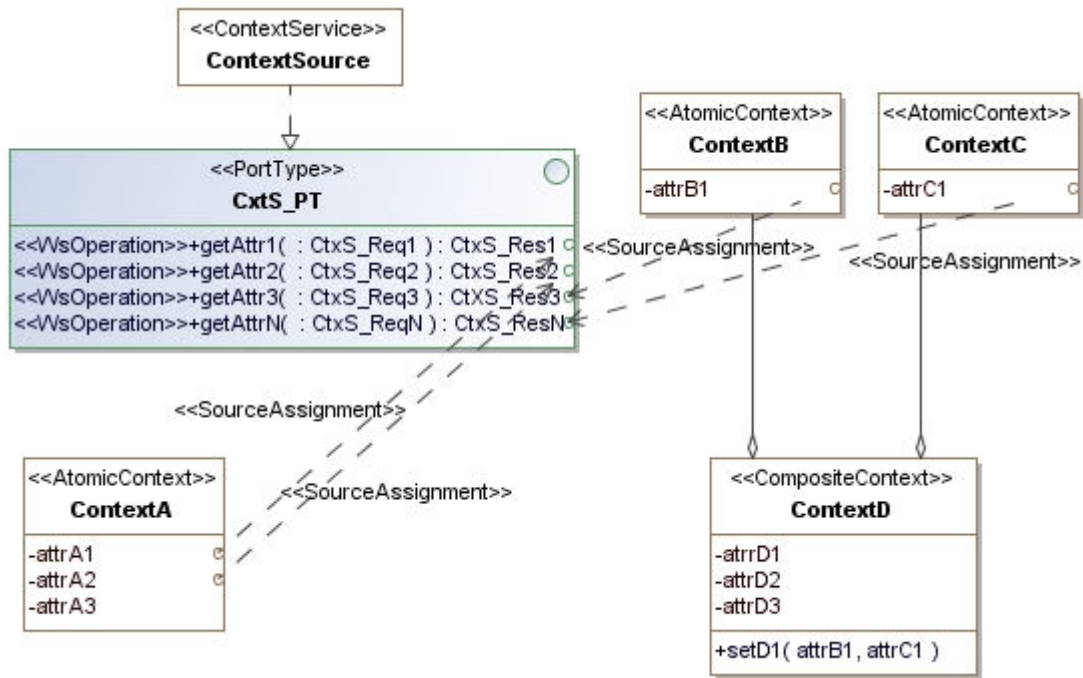 <<ContextService>>
ContextSource
<<PortType>>
CxtS_PT
<<WsOperation>>+getAttr1( : CtxS_Req1 ) : CtxS_Res1
<<WsOperation>>+getAttr2( : CtxS_Req2 ) : CtxS_Res2
<<WsOperation>>+getAttr3( : CtxS_Req3 ) : CtXS_Res3
<<WsOperation>>+getAttrN( : CtxS_ReqN ) : CtxS_ResN
<<AtomicContext>>
ContextB
-attrB1
<<AtomicContext>>
ContextC
-attrC1
<<SourceAssignment>>
<<SourceAssignment>>
<<SourceAssignment>>
<<SourceAssignment>>
<<AtomicContext>>
ContextA
-attrA1
-attrA2
-attrA3
<<CompositeContext>>
ContextD
-atrrD1
-attrD2
-attrD3
+setD1( attrB1, attrC1 )